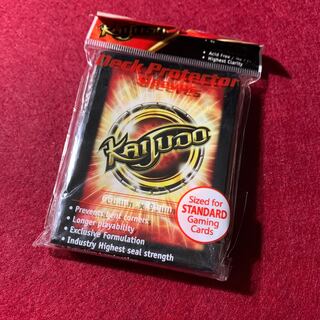 KAIJUDO
• Acid Free /
• Highest Clarity
Deck Protector
Sleeves
KAIJUDO
• Prevents bent corners
• Longer Playability
• Exclusive Formulation
• Industry Highest seal strength
Sized for
STANDARD
Gaming
Cards